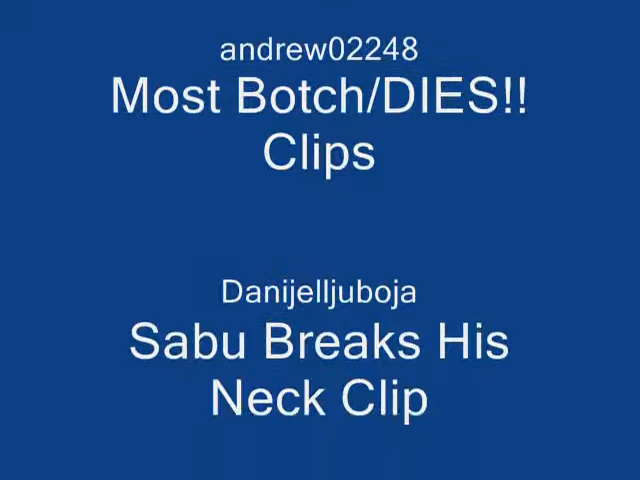 andrew02248
Most Botch/DIES!!
Clips
Danijelljuboja
Sabu Breaks His
Neck Clip